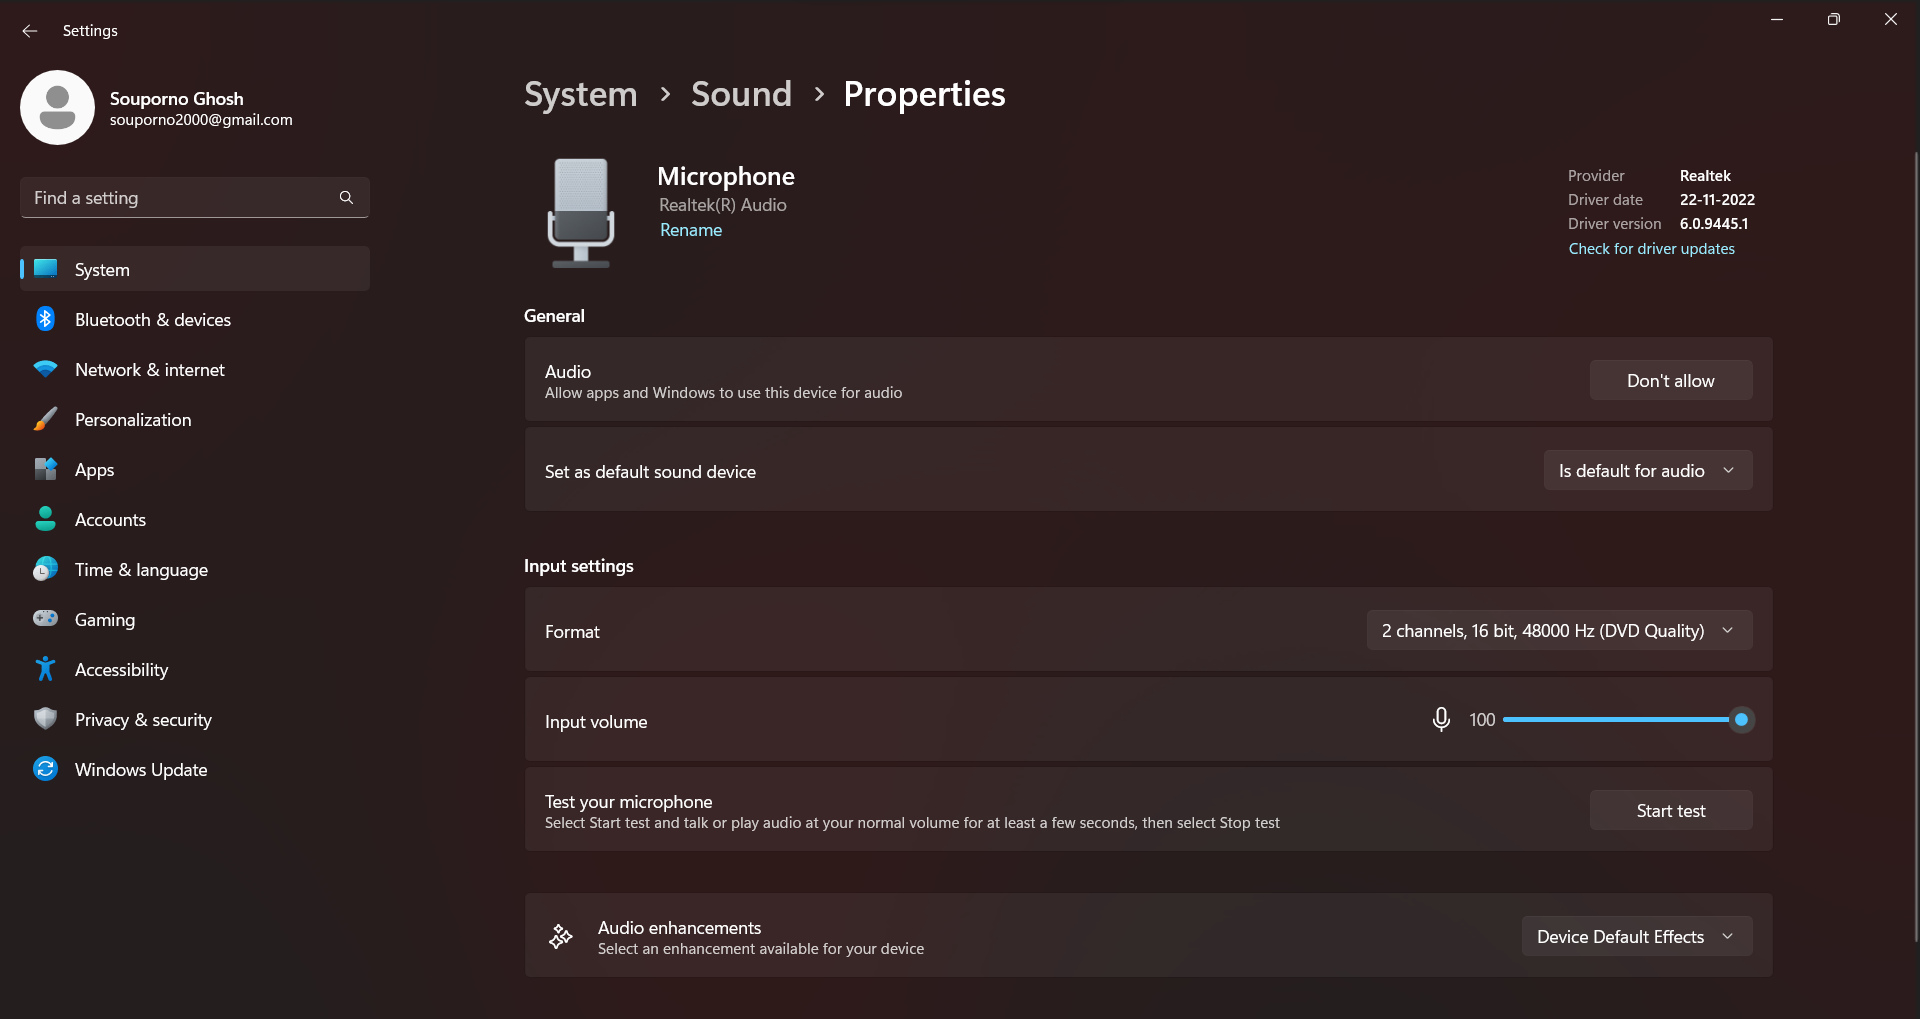 Settings
Souporno Ghosh
souporno2000@gmail.com
Find a setting
System
Bluetooth & devices
Network & internet
Personalization
Apps
Accounts
Time & language
Gaming
Accessibility
Privacy & security
Windows Update
System > Sound > Properties
Microphone
Realtek(R) Audio
Rename
Provider Realtek
Driver date 22-11-2022
Driver version 6.0.9445.1
Check for driver updates
General
Audio
Allow apps and Windows to use this device for audio
Don't allow
Set as default sound device
Is default for audio
Input settings
Format
2 channels, 16 bit, 48000 Hz (DVD Quality)
Input volume
100
Test your microphone
Select Start test and talk or play audio at your normal volume for at least a few seconds, then select Stop test
Start test
Audio enhancements
Select an enhancement available for your device
Device Default Effects